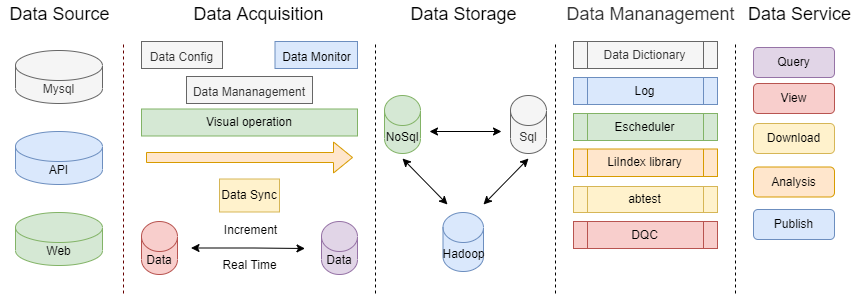 Data Source
Mysql
API
Web
Data Acquisition
Data Config
Data Monitor
Data Mananagement
Visual operation
Data Sync
Increment
Data
Data
Real Time
Data Storage
NoSql
Sql
Hadoop
Data Mananagement
Data Dictionary
Log
Escheduler
LiIndex library
abtest
DQC
Data Service
Query
View
Download
Analysis
Publish